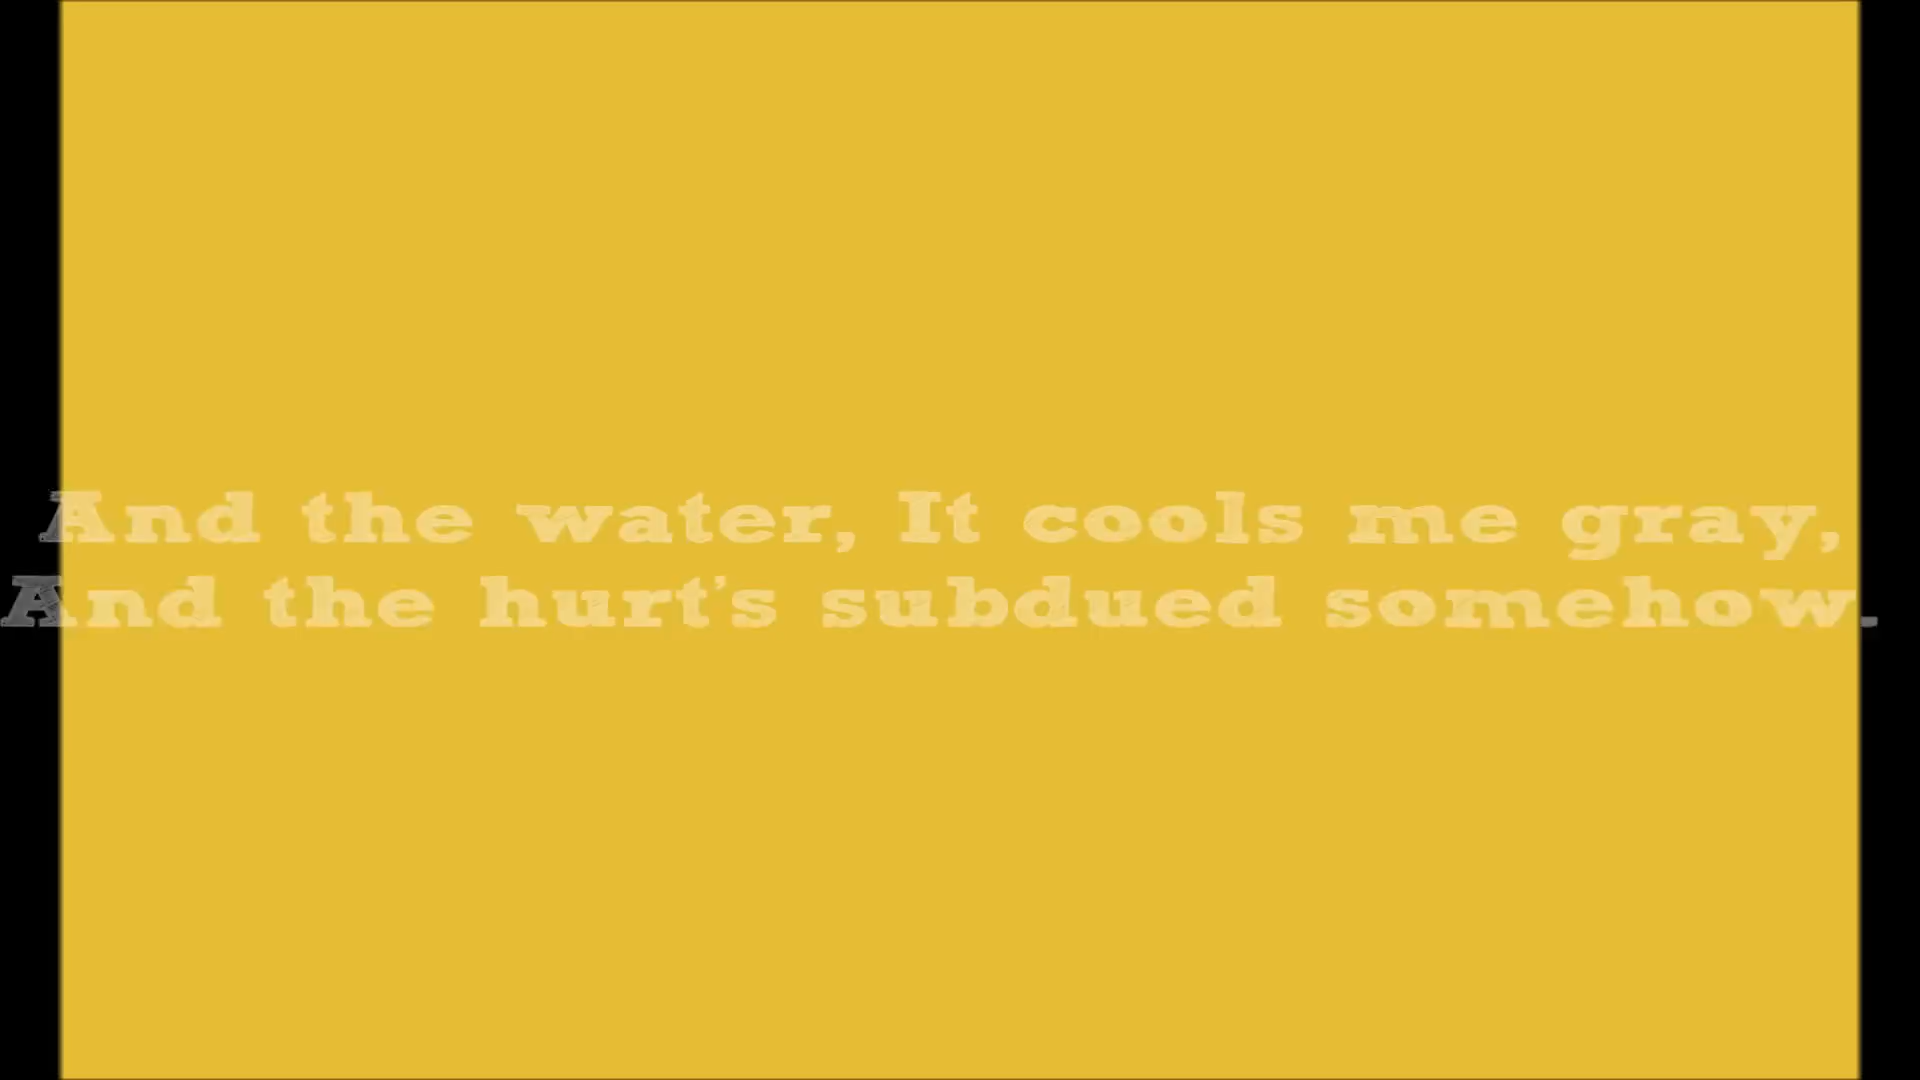 And the water, It cools me gray,
And the hurt's subdued somehow.